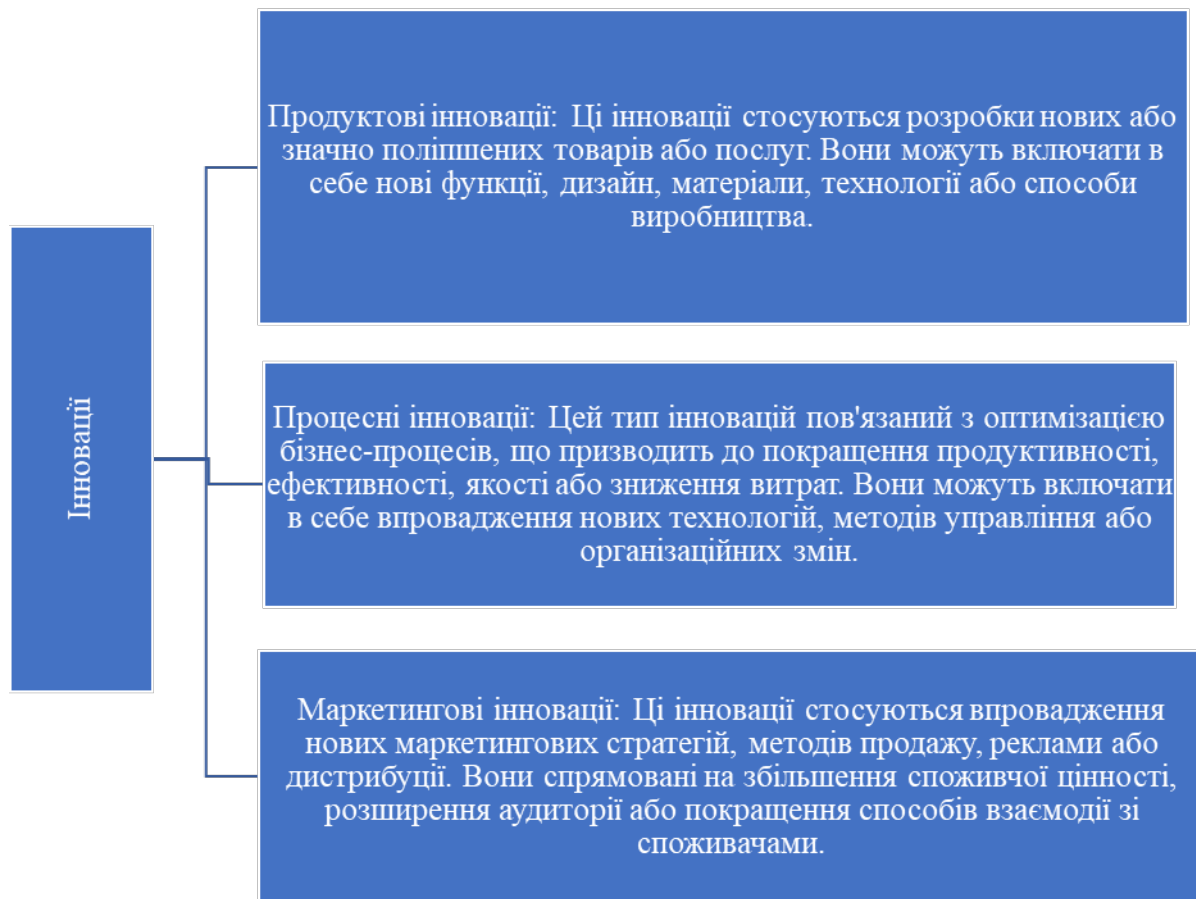 Інновації
Продуктові інновації: Ці інновації стосуються розробки нових або
значно поліпшених товарів або послуг. Вони можуть включати в
себе нові функції, дизайн, матеріали, технології або способи
виробництва.
Процесні інновації: Цей тип інновацій пов'язаний з оптимізацією
бізнес-процесів, що призводить до покращення продуктивності,
ефективності, якості або зниження витрат. Вони можуть включати
в себе впровадження нових технологій, методів управління або
організаційних змін.
Маркетингові інновації: Ці інновації стосуються впровадження
нових маркетингових стратегій, методів продажу, реклами або
дистрибуції. Вони спрямовані на збільшення споживчої цінності,
розширення аудиторії або покращення способів взаємодії зі
споживачами.